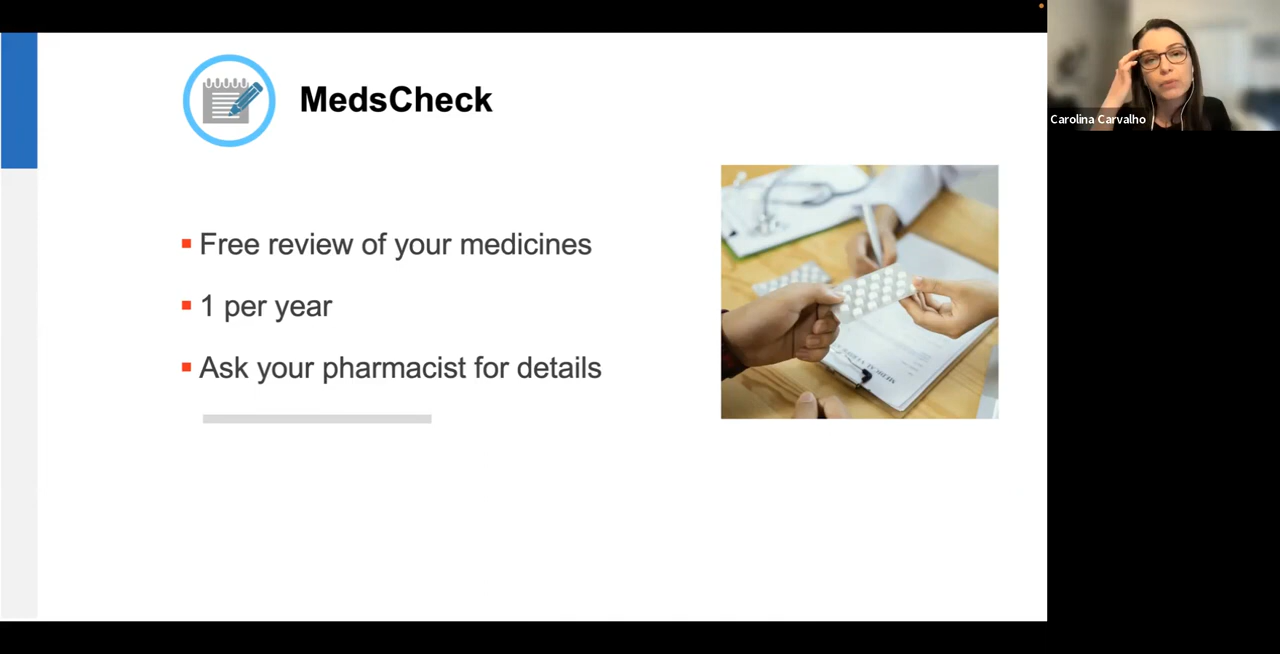 MedsCheck
Free review of your medicines
1 per year
Ask your pharmacist for details
Carolina Carvalho